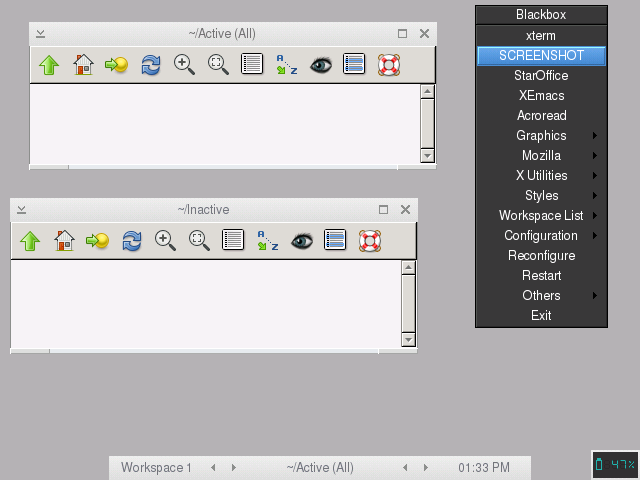 ~/Active (All)
A
Z
~/Inactive
A
Z
Blackbox
xterm
SCREENSHOT
StarOffice
XEmacs
Acroread
Graphics
Mozilla
X Utilities
Styles
Workspace List
Configuration
Reconfigure
Restart
Others
Exit
Workspace 1
~/Active (All)
01:33 PM
47%